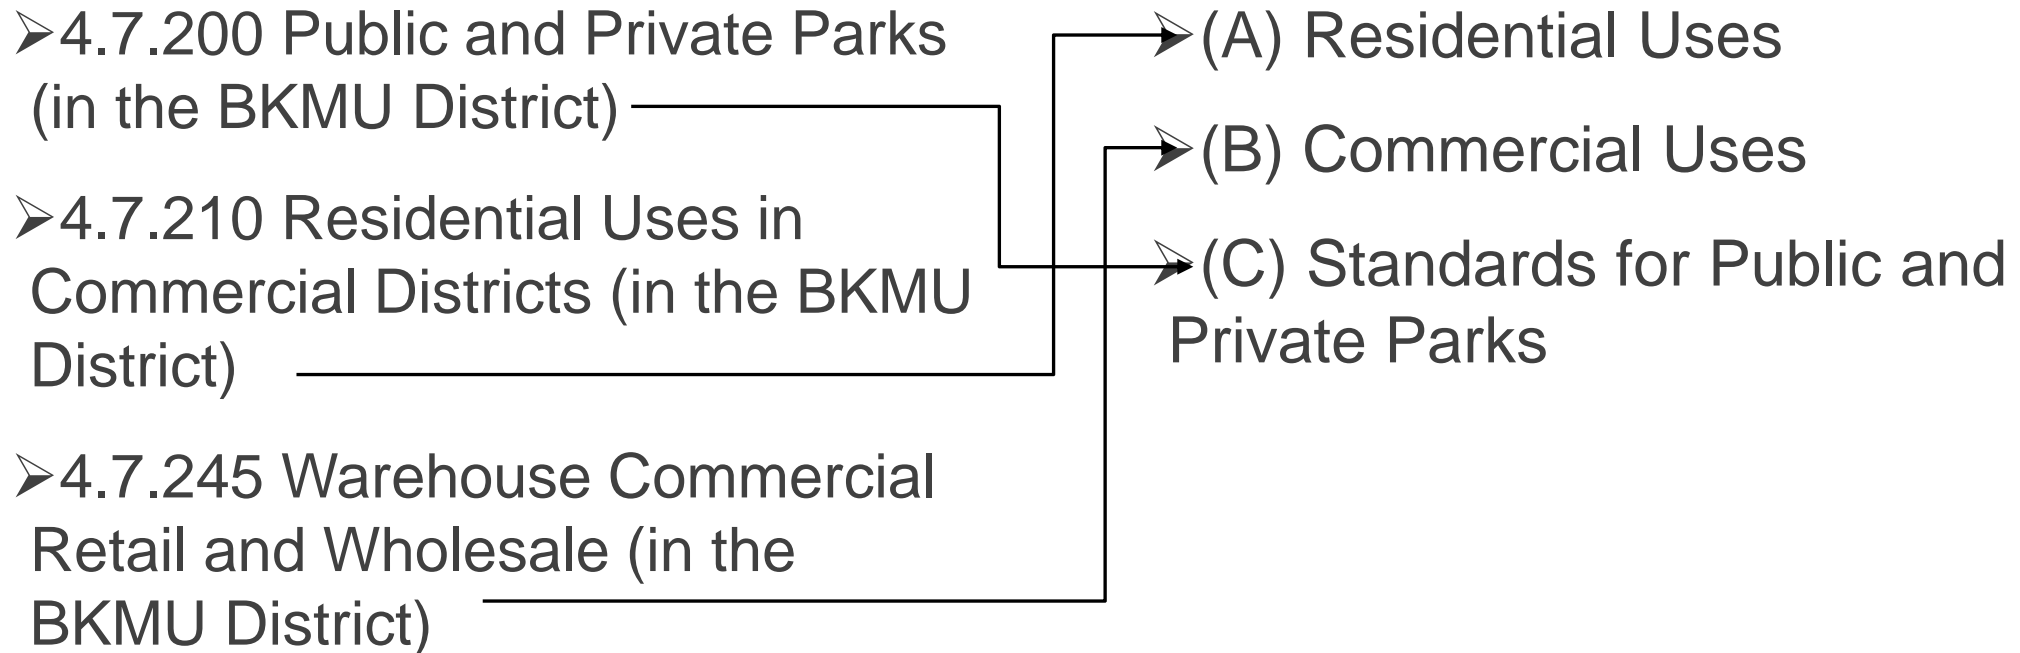 ➢4.7.200 Public and Private Parks
(in the BKMU District)
➢4.7.210 Residential Uses in
Commercial Districts (in the BKMU
District)
➢4.7.245 Warehouse Commercial
Retail and Wholesale (in the
BKMU District)
➢(A) Residential Uses
➢(B) Commercial Uses
➢(C) Standards for Public and
Private Parks